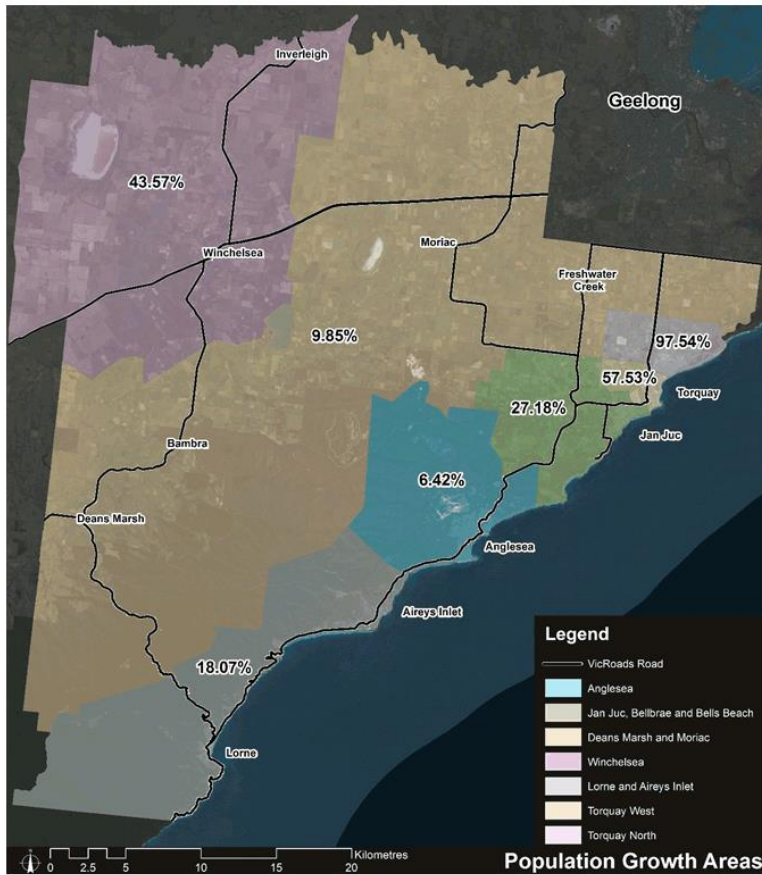 Inverleigh
Geelong
43.57%
Winchelsea
Moriac
Freshwater
Creek
9.85%
97.54%
57.53%
Torquay
27.18%
Jan Juc
Bambra
6.42%
Deans Marsh
Anglesea
Aireys Inlet
18.07%
Lorne
Legend
VicRoads Road
Anglesea
Jan Juc, Bellbrae and Bells Beach
Deans Marsh and Moriac
Winchelsea
Lorne and Aireys Inlet
Torquay West
Torquay North
Kilometres
0 2.5 5 10 15 20
Population Growth Areas